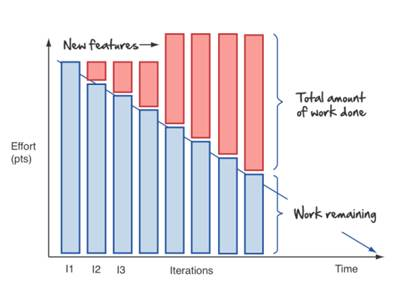 New features
Total amount
of work done
Effort
(pts)
Work remaining
I1 I2 I3 Iterations Time